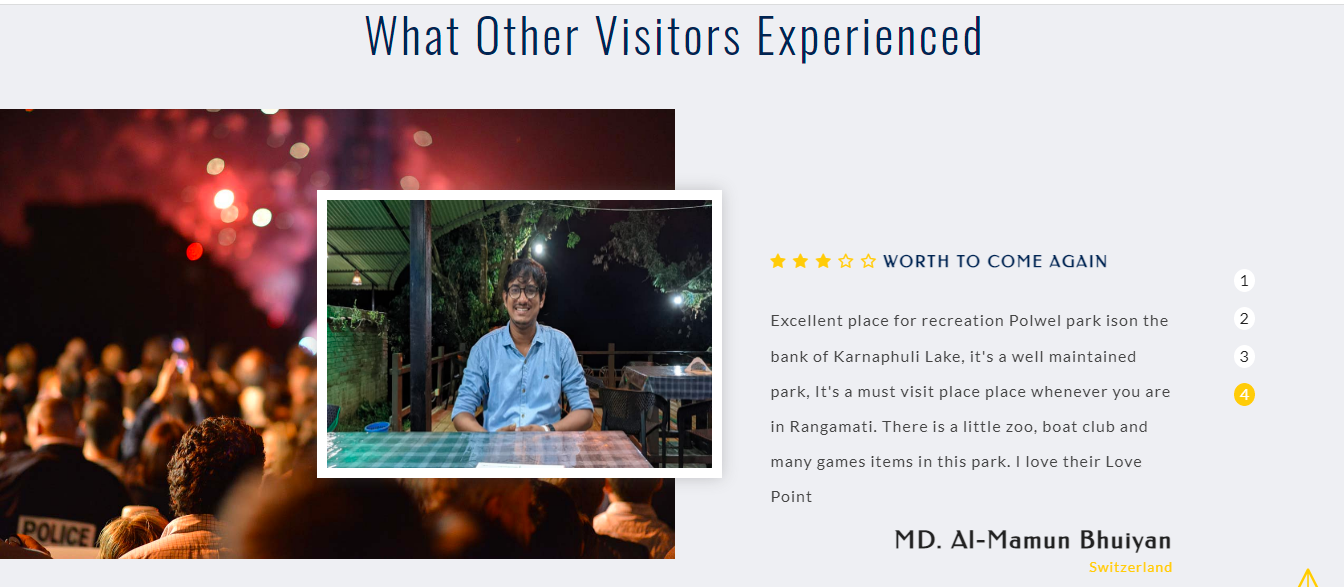 What Other Visitors Experienced
WORTH TO COME AGAIN
Excellent place for recreation Polwel park ison the
bank of Karnaphuli Lake, it's a well maintained
park, It's a must visit place place whenever you are
in Rangamati. There is a little zoo, boat club and
many games items in this park. I love their Love
Point
MD. Al-Mamun Bhuiyan
Switzerland
1
2
3
4
POLICE